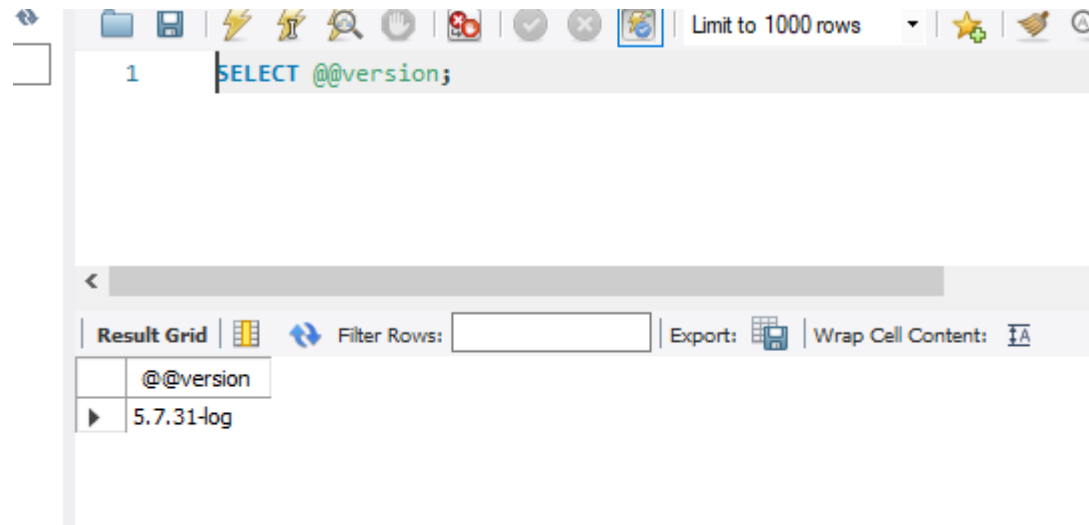 Limit to 1000 rows
1 SELECT @@version;
Result Grid Filter Rows: Export: Wrap Cell Content:
@@version
5.7.31-log